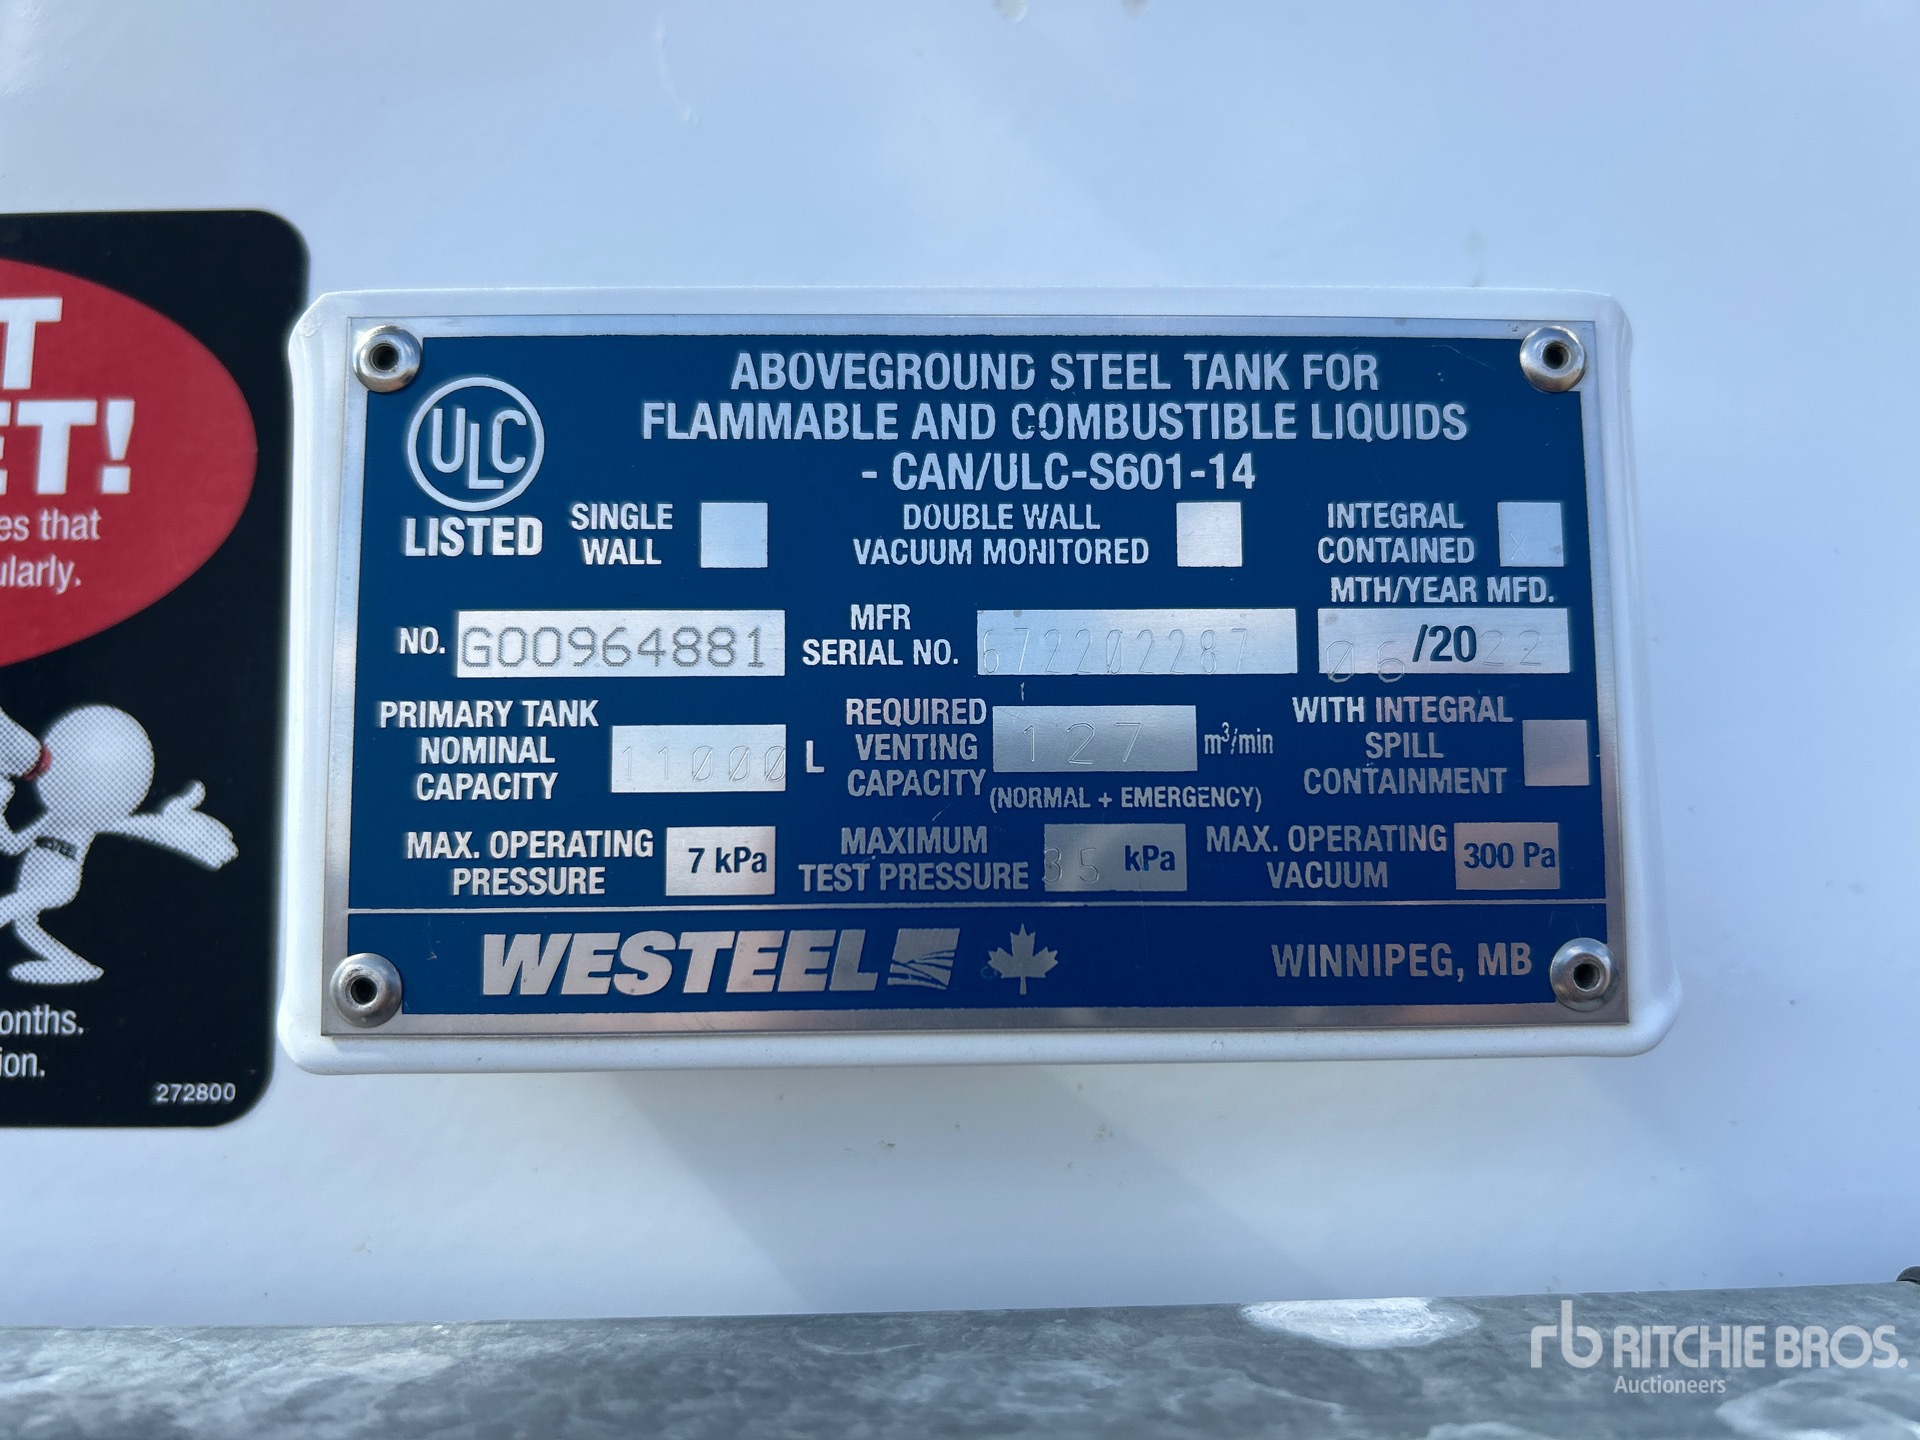 T
ET!
es that
ularly.
onths.
ion.
272800
ULC
LISTED
ABOVEGROUND STEEL TANK FOR
FLAMMABLE AND COMBUSTIBLE LIQUIDS
- CAN/ULC-S601-14
SINGLE
WALL
DOUBLE WALL
VACUUM MONITORED
INTEGRAL
CONTAINED X
NO. G00964881
MFR
SERIAL NO. 672202287
MTH/YEAR MFD.
06 /20 22
PRIMARY TANK
NOMINAL
CAPACITY 11000 L
REQUIRED
VENTING
CAPACITY 127 m³/min
(NORMAL + EMERGENCY)
WITH INTEGRAL
SPILL
CONTAINMENT
MAX. OPERATING
PRESSURE 7 kPa
MAXIMUM
TEST PRESSURE 35 kPa
MAX. OPERATING
VACUUM 300 Pa
WESTEEL
WINNIPEG, MB
rb RITCHIE BROS.
Auctioneers